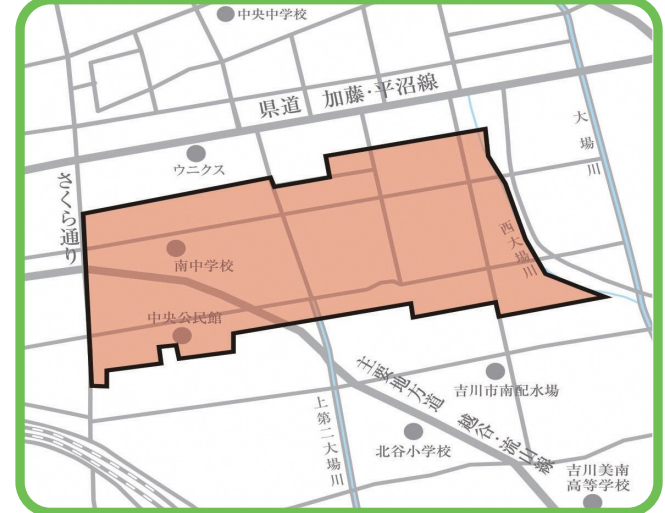 中央中学校
県道 加藤・平沼線
大場川
ウニクス
さくら通り
西大場川
南中学校
中央公民館
主要地方道 越谷・流山線
吉川市南配水場
上第二大場川
北谷小学校
吉川美南
高等学校